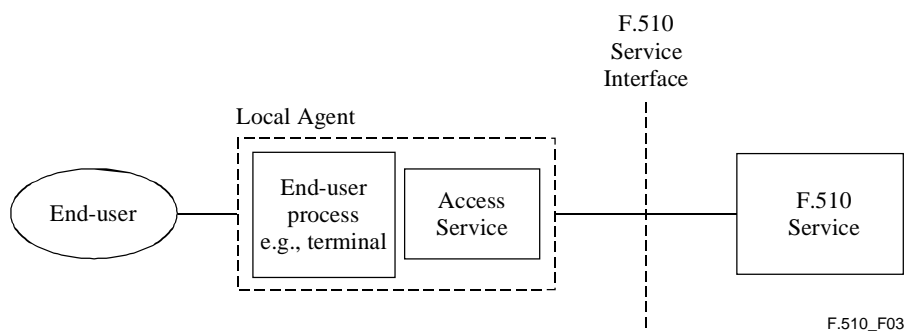 F.510
Service
Interface
Local Agent
End-user
End-user
process
e.g., terminal
Access
Service
F.510
Service
F.510_F03